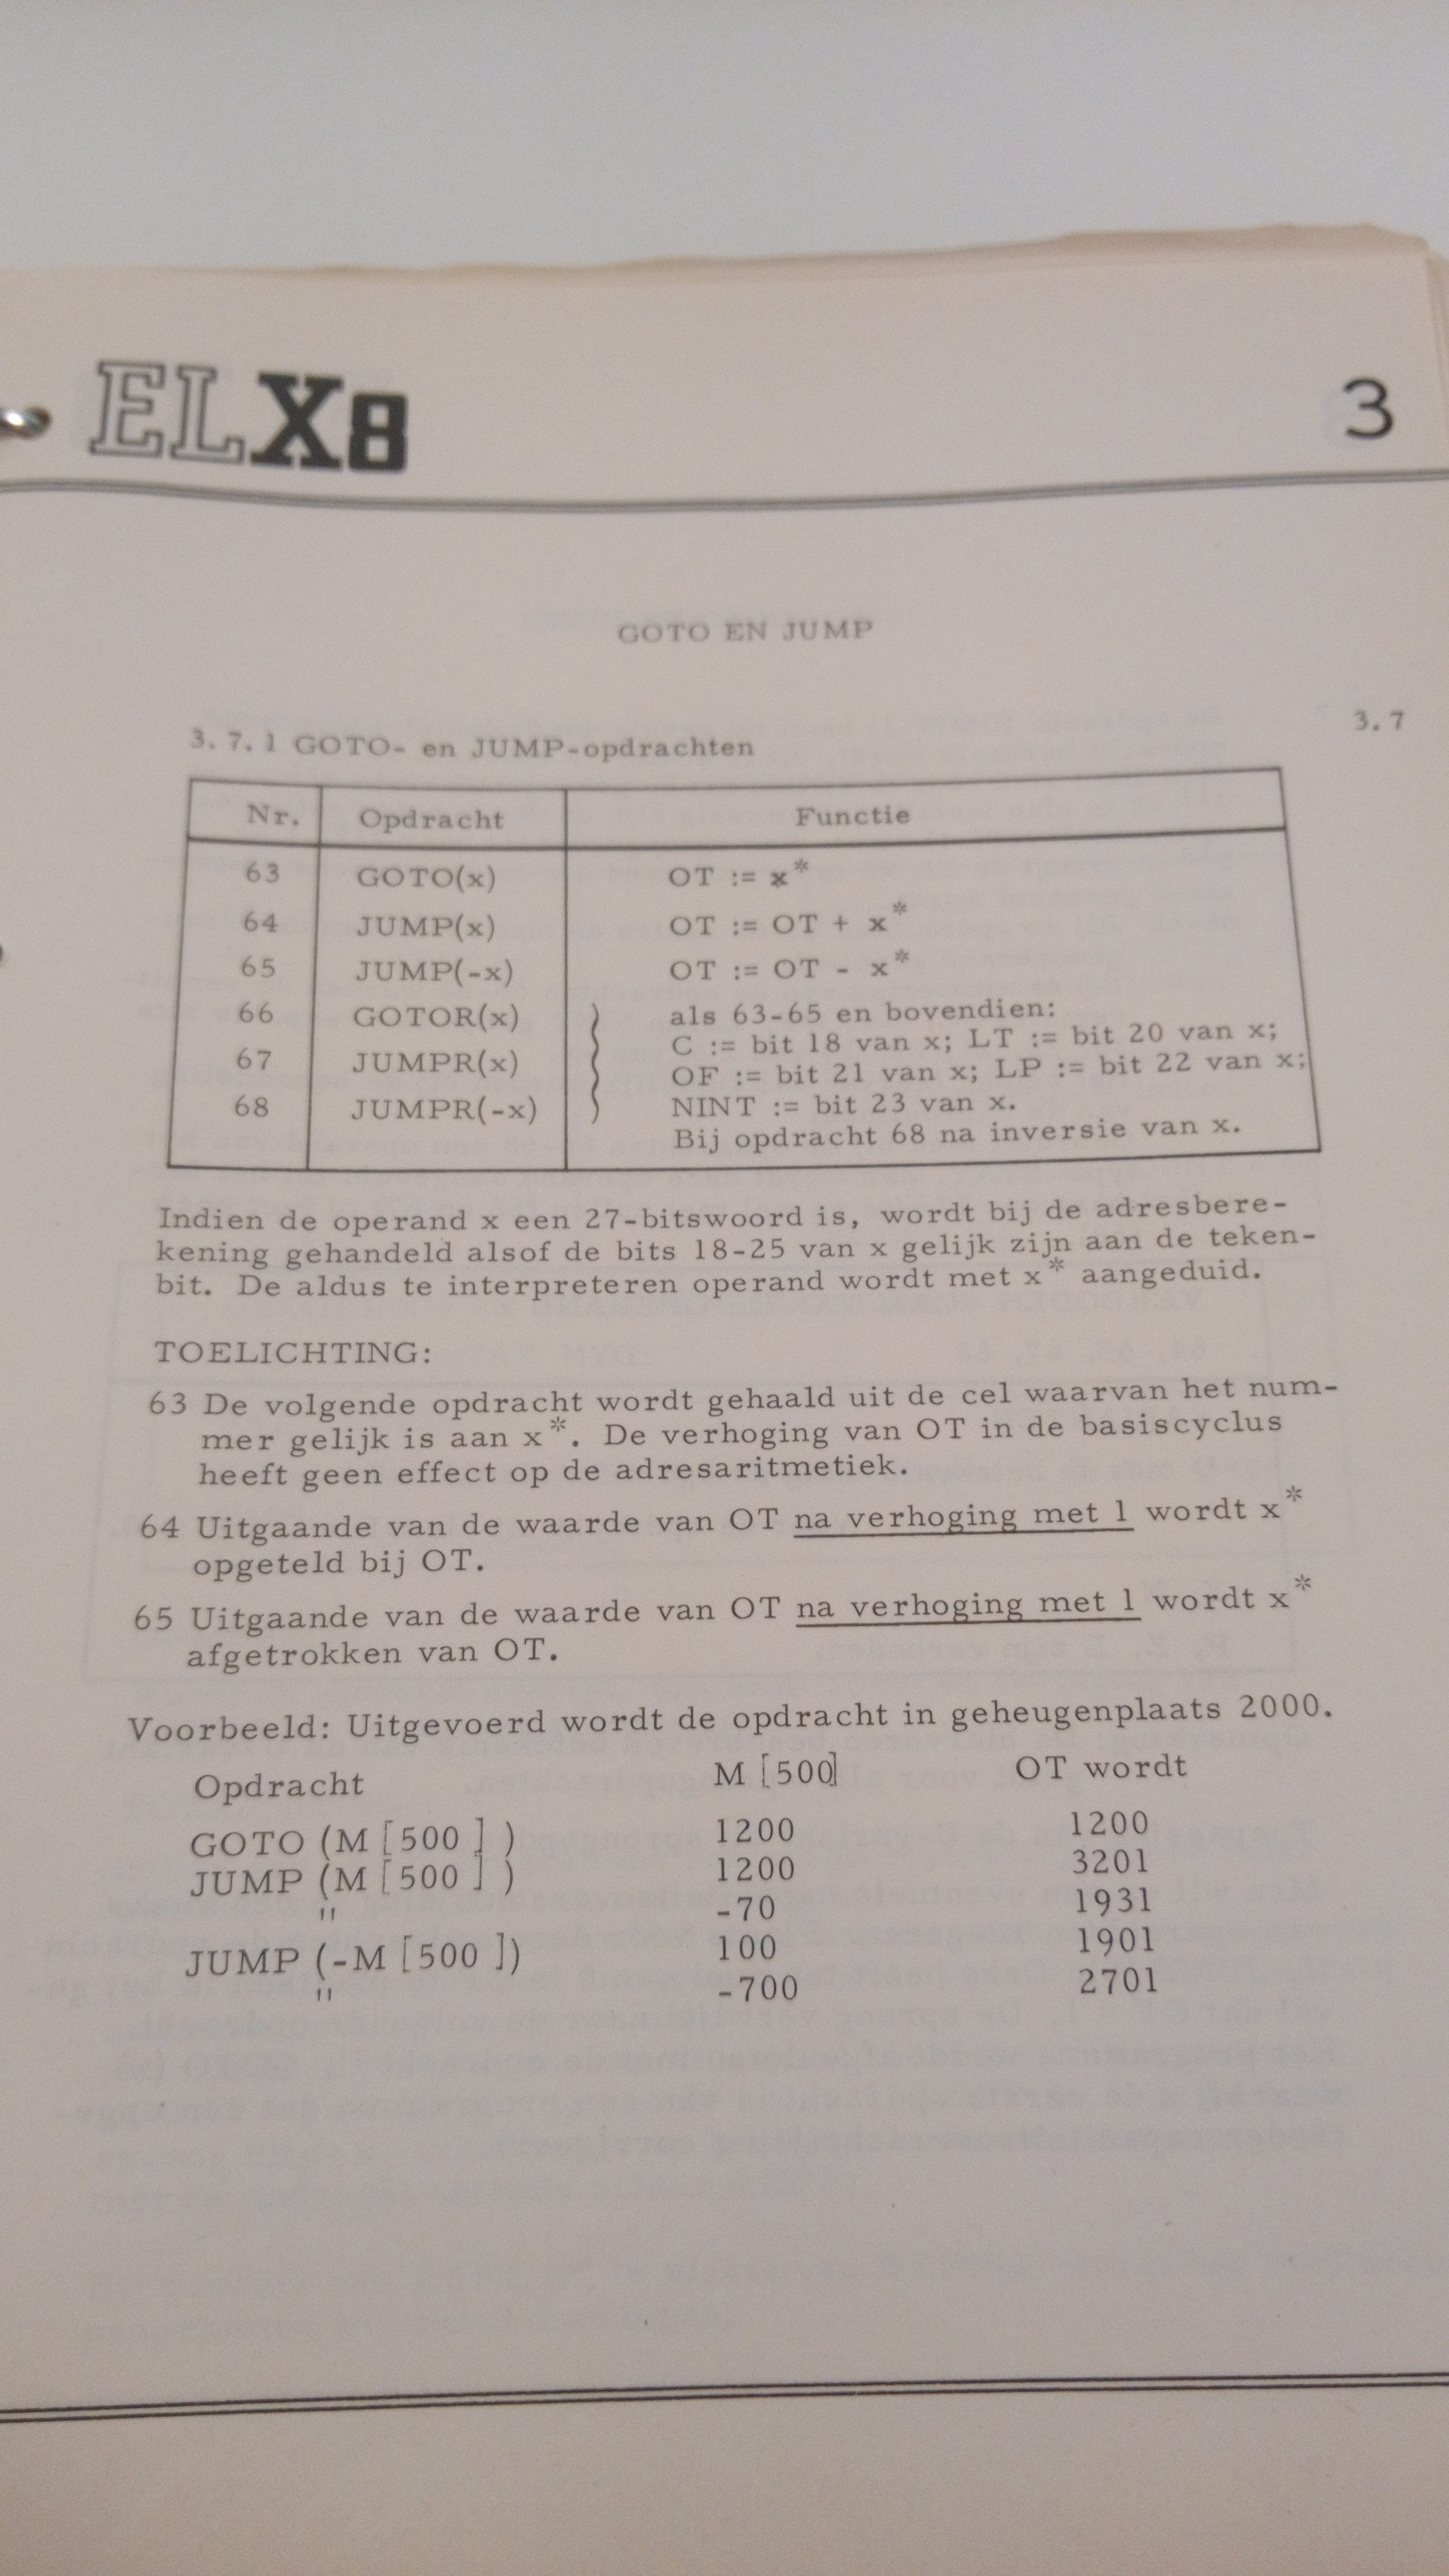 ELX8
3
GOTO EN JUMP
3.7
3.7.1 GOTO- en JUMP-opdrachten
Nr. Opdracht Functie
63 GOTO(x) OT := x*
64 JUMP(x) OT := OT + x*
65 JUMP(-x) OT := OT - x*
66 GOTOR(x) als 63-65 en bovendien:
67 JUMPR(x) C := bit 18 van x; LT := bit 20 van x;
OF := bit 21 van x; LP := bit 22 van x;
68 JUMPR(-x) NINT := bit 23 van x.
Bij opdracht 68 na inversie van x.
Indien de operand x een 27-bitswoord is, wordt bij de adresbere-
kening gehandeld alsof de bits 18-25 van x gelijk zijn aan de teken-
bit. De aldus te interpreteren operand wordt met x* aangeduid.
TOELICHTING:
63 De volgende opdracht wordt gehaald uit de cel waarvan het num-
mer gelijk is aan x*. De verhoging van OT in de basiscyclus
heeft geen effect op de adresaritmetiek.
64 Uitgaande van de waarde van OT na verhoging met 1 wordt x*
opgeteld bij OT.
65 Uitgaande van de waarde van OT na verhoging met 1 wordt x*
afgetrokken van OT.
Voorbeeld: Uitgevoerd wordt de opdracht in geheugenplaats 2000.
Opdracht M [500] OT wordt
GOTO (M [500 ] ) 1200 1200
JUMP (M [500 ] ) 1200 3201
" -70 1931
JUMP (-M [500 ]) 100 1901
" -700 2701